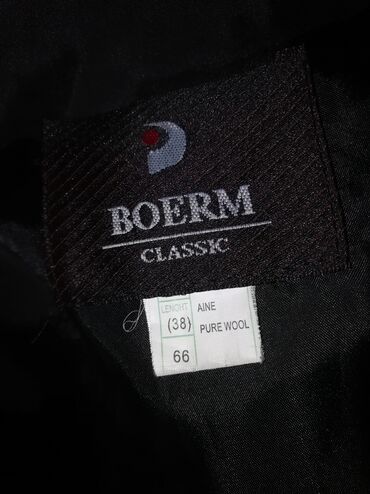 BOERM
CLASSIC
LENGHT AINE
(38) PURE WOOL
66